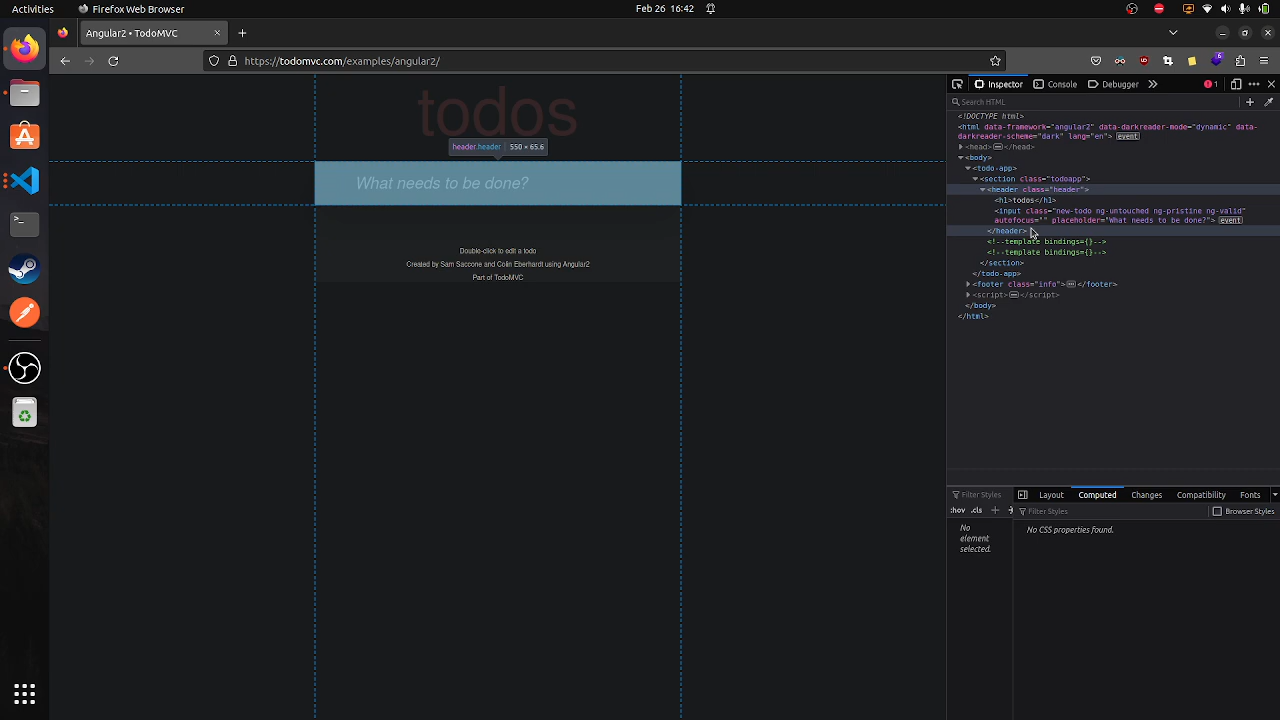 Activities
Firefox Web Browser
Feb 26 16:42
Angular2 • TodoMVC
https://todomvc.com/examples/angular2/
6
todos
header.header 550 × 65.6
What needs to be done?
Double-click to edit a todo
Created by Sam Saccone and Colin Eberhardt using Angular2
Part of TodoMVC
Inspector
Console
Debugger
1
Search HTML
<!DOCTYPE html>
<html data-framework="angular2" data-darkreader-mode="dynamic" data-
darkreader-scheme="dark" lang="en"> event
<head> </head>
<body>
<todo-app>
<section class="todoapp">
<header class="header">
<h1>todos</h1>
<input class="new-todo ng-untouched ng-pristine ng-valid"
autofocus="" placeholder="What needs to be done?"> event
</header>
<!--template bindings={}-->
<!--template bindings={}-->
</section>
</todo-app>
<footer class="info"> </footer>
<script> </script>
</body>
</html>
Filter Styles
Layout
Computed
Changes
Compatibility
Fonts
:hov .cls
Filter Styles
Browser Styles
No
element
selected.
No CSS properties found.